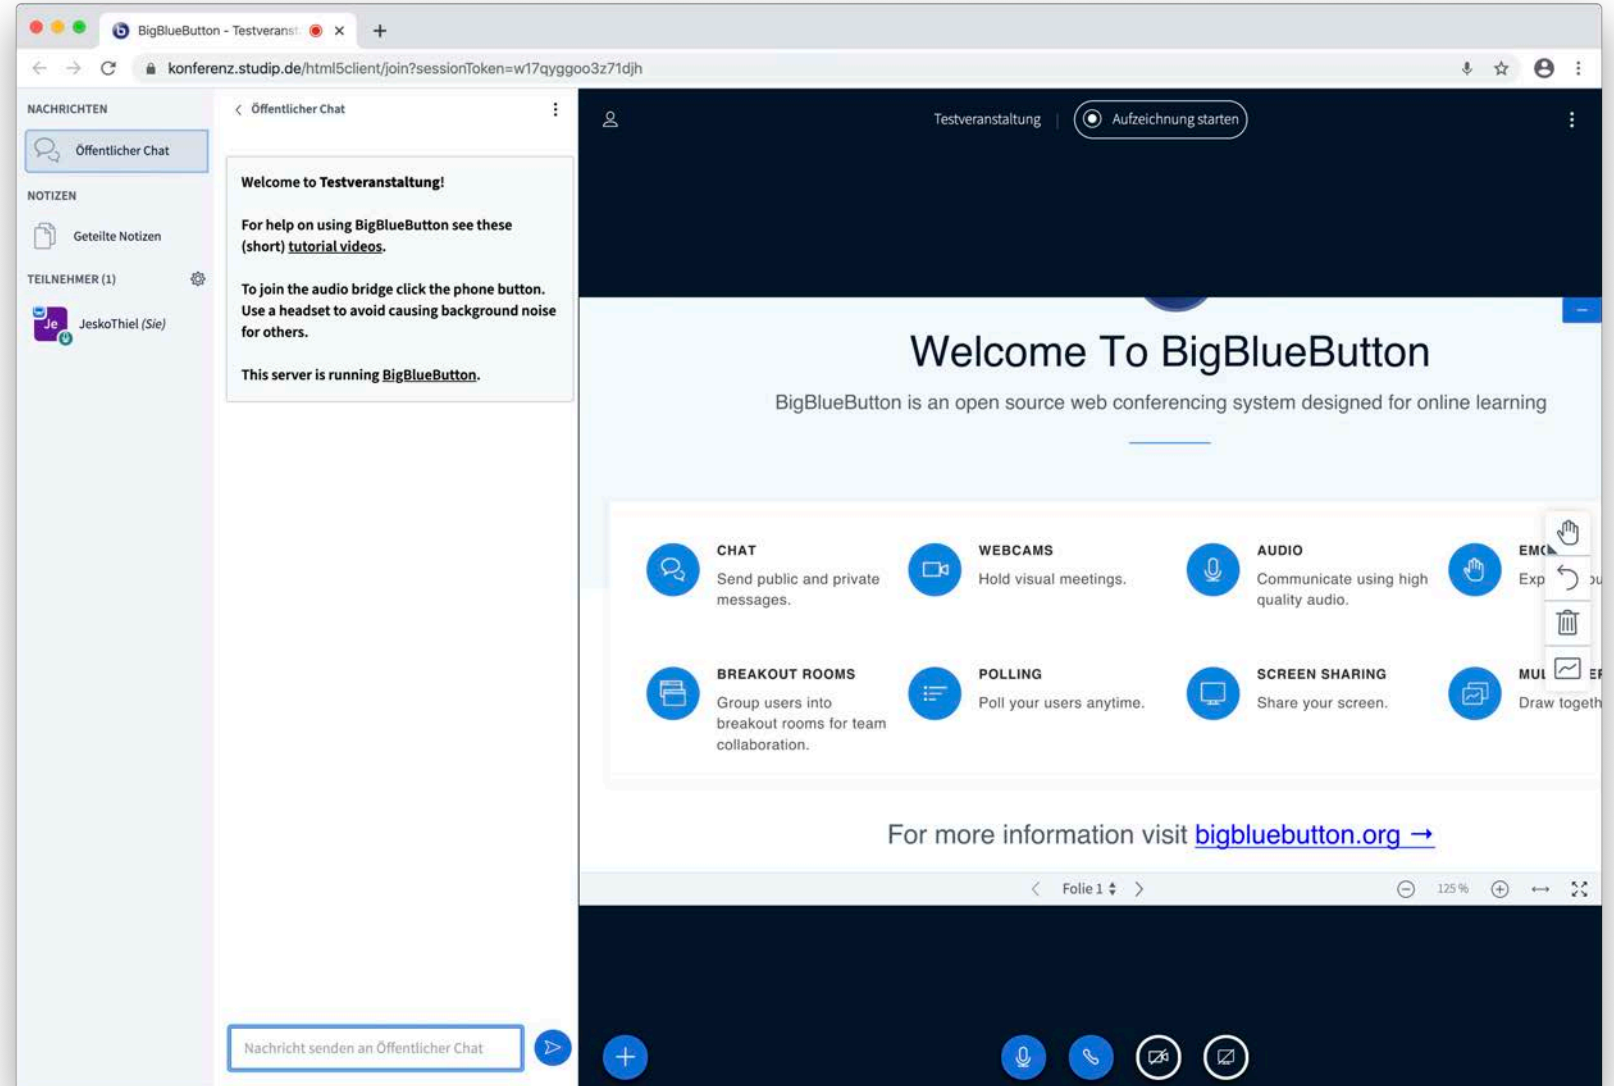 BigBlueButton - Testveranst
konferenz.studip.de/html5client/join?sessionToken=w17qyggoo3z71djh
NACHRICHTEN
Öffentlicher Chat
NOTIZEN
Geteilte Notizen
TEILNEHMER (1)
Je
JeskoThiel (Sie)
Öffentlicher Chat
Welcome to Testveranstaltung!
For help on using BigBlueButton see these
(short) tutorial videos.
To join the audio bridge click the phone button.
Use a headset to avoid causing background noise
for others.
This server is running BigBlueButton.
Nachricht senden an Öffentlicher Chat
Testveranstaltung | Aufzeichnung starten
Welcome To BigBlueButton
BigBlueButton is an open source web conferencing system designed for online learning
CHAT
Send public and private
messages.
WEBCAMS
Hold visual meetings.
AUDIO
Communicate using high
quality audio.
BREAKOUT ROOMS
Group users into
breakout rooms for team
collaboration.
POLLING
Poll your users anytime.
SCREEN SHARING
Share your screen.
Draw togeth
For more information visit bigbluebutton.org →
Folie 1
125 %